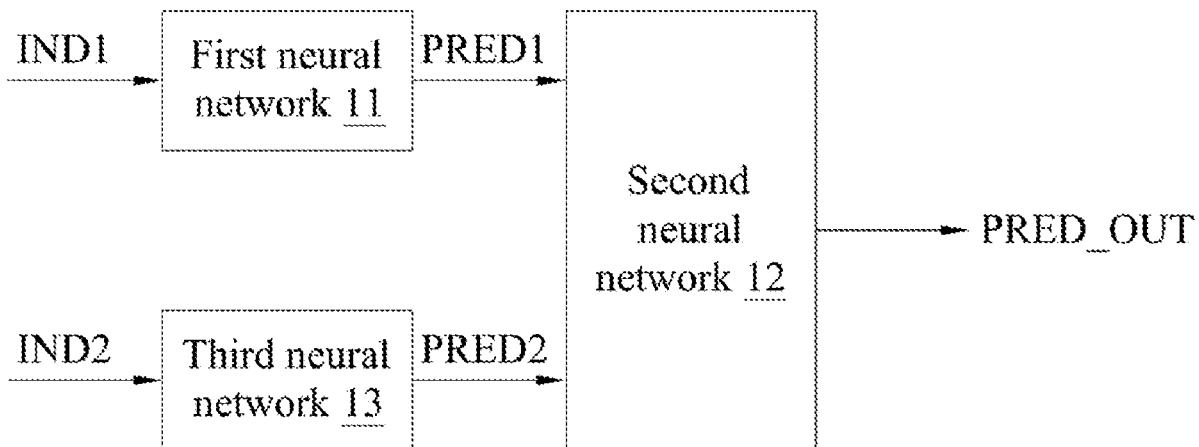 IND1
First neural
network 11
PRED1
Second
neural
network 12
PRED_OUT
IND2
Third neural
network 13
PRED2